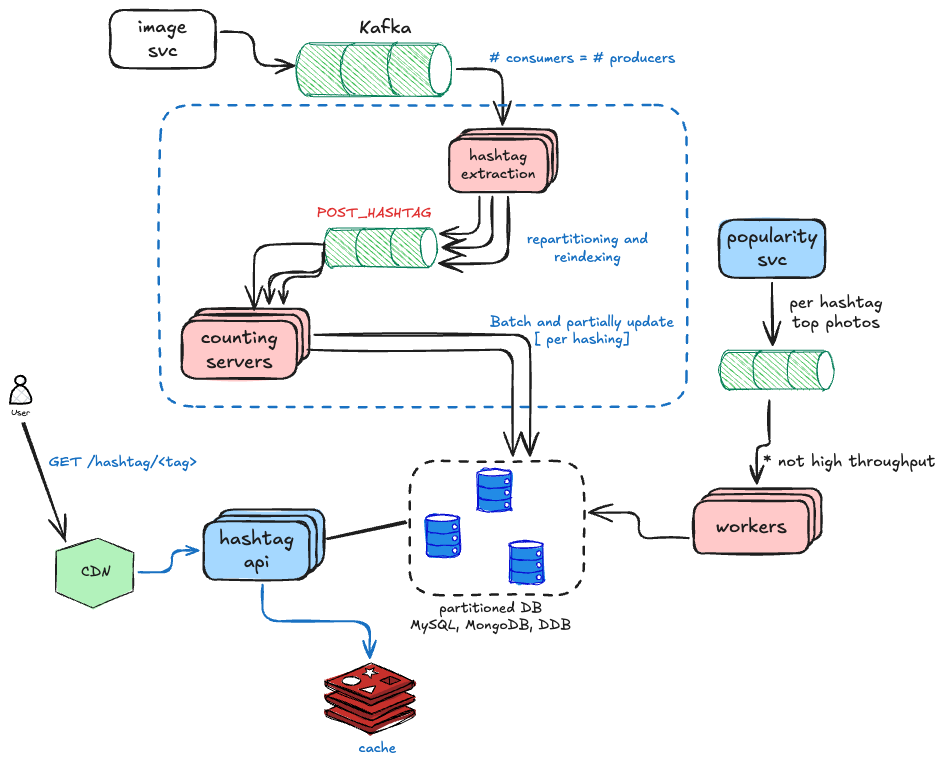 image
svc
Kafka
# consumers = # producers
hashtag
extraction
POST_HASHTAG
repartitioning and
reindexing
popularity
svc
per hashtag
top photos
Batch and partially update
[ per hashing]
counting
servers
User
GET /hashtag/<tag>
* not high throughput
workers
hashtag
api
CDN
partitioned DB
MySQL, MongoDB, DDB
cache